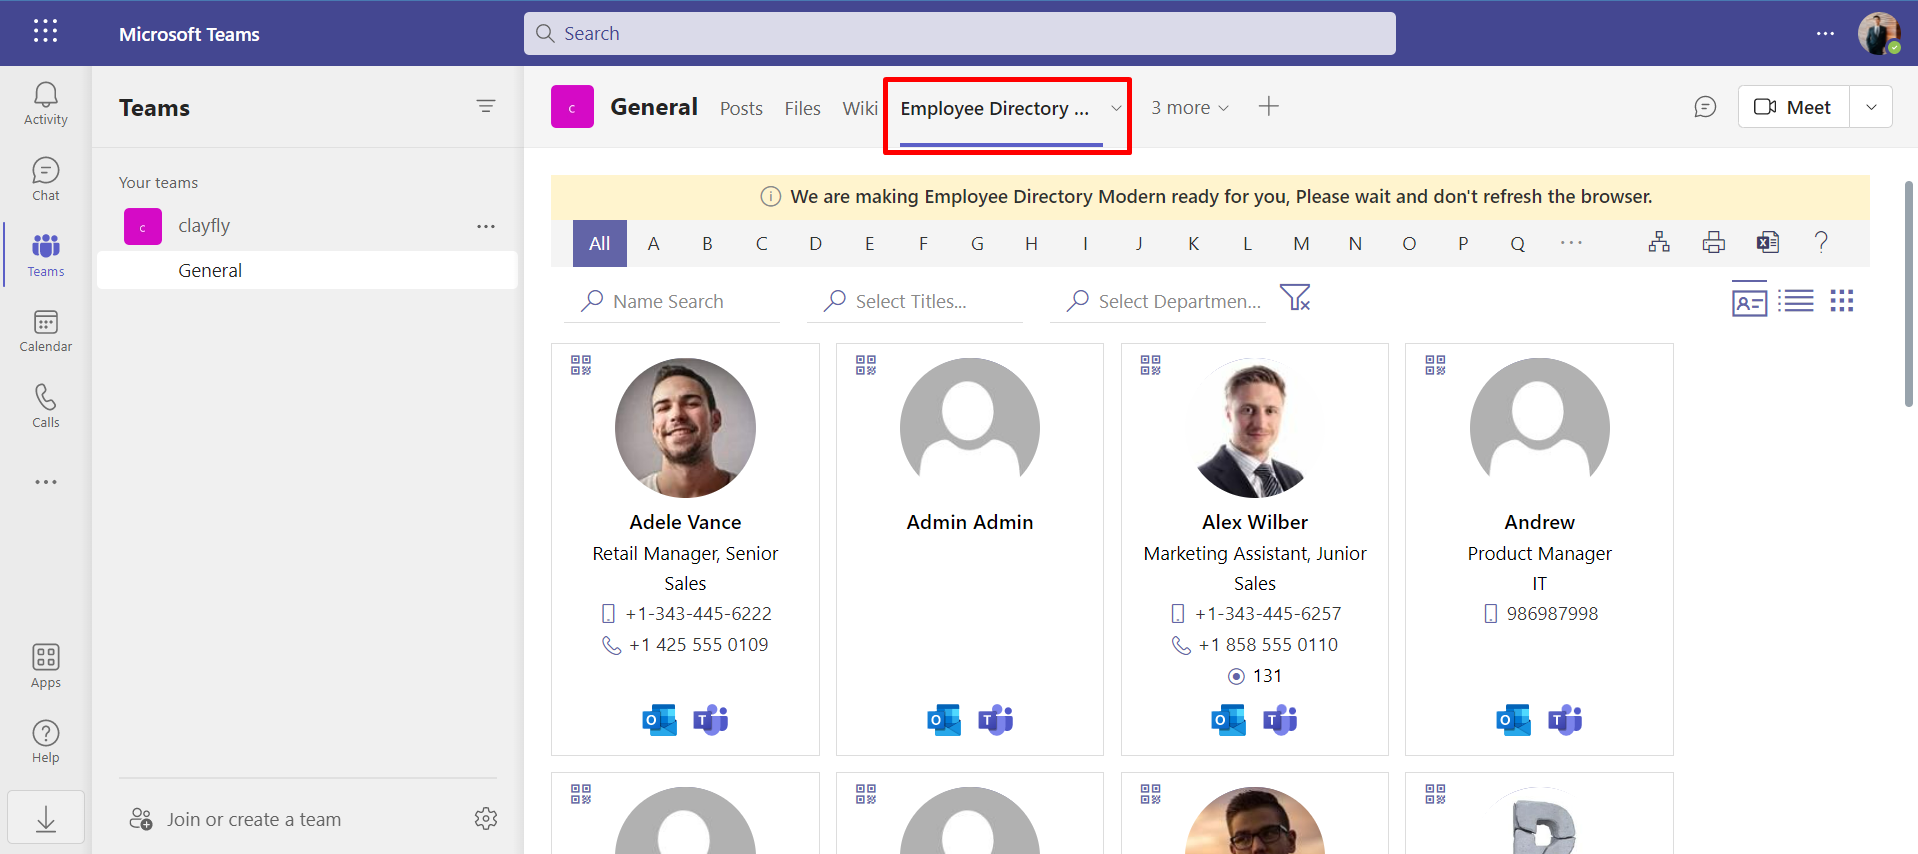 Microsoft Teams
Search
Activity
Chat
Teams
Calendar
Calls
Apps
Help
Teams
Your teams
c clayfly
General
Join or create a team
c General Posts Files Wiki Employee Directory ... 3 more
Meet
We are making Employee Directory Modern ready for you, Please wait and don't refresh the browser.
All A B C D E F G H I J K L M N O P Q ...
Name Search Select Titles... Select Departmen...
Adele Vance
Retail Manager, Senior
Sales
+1-343-445-6222
+1 425 555 0109
Admin Admin
Alex Wilber
Marketing Assistant, Junior
Sales
+1-343-445-6257
+1 858 555 0110
131
Andrew
Product Manager
IT
986987998